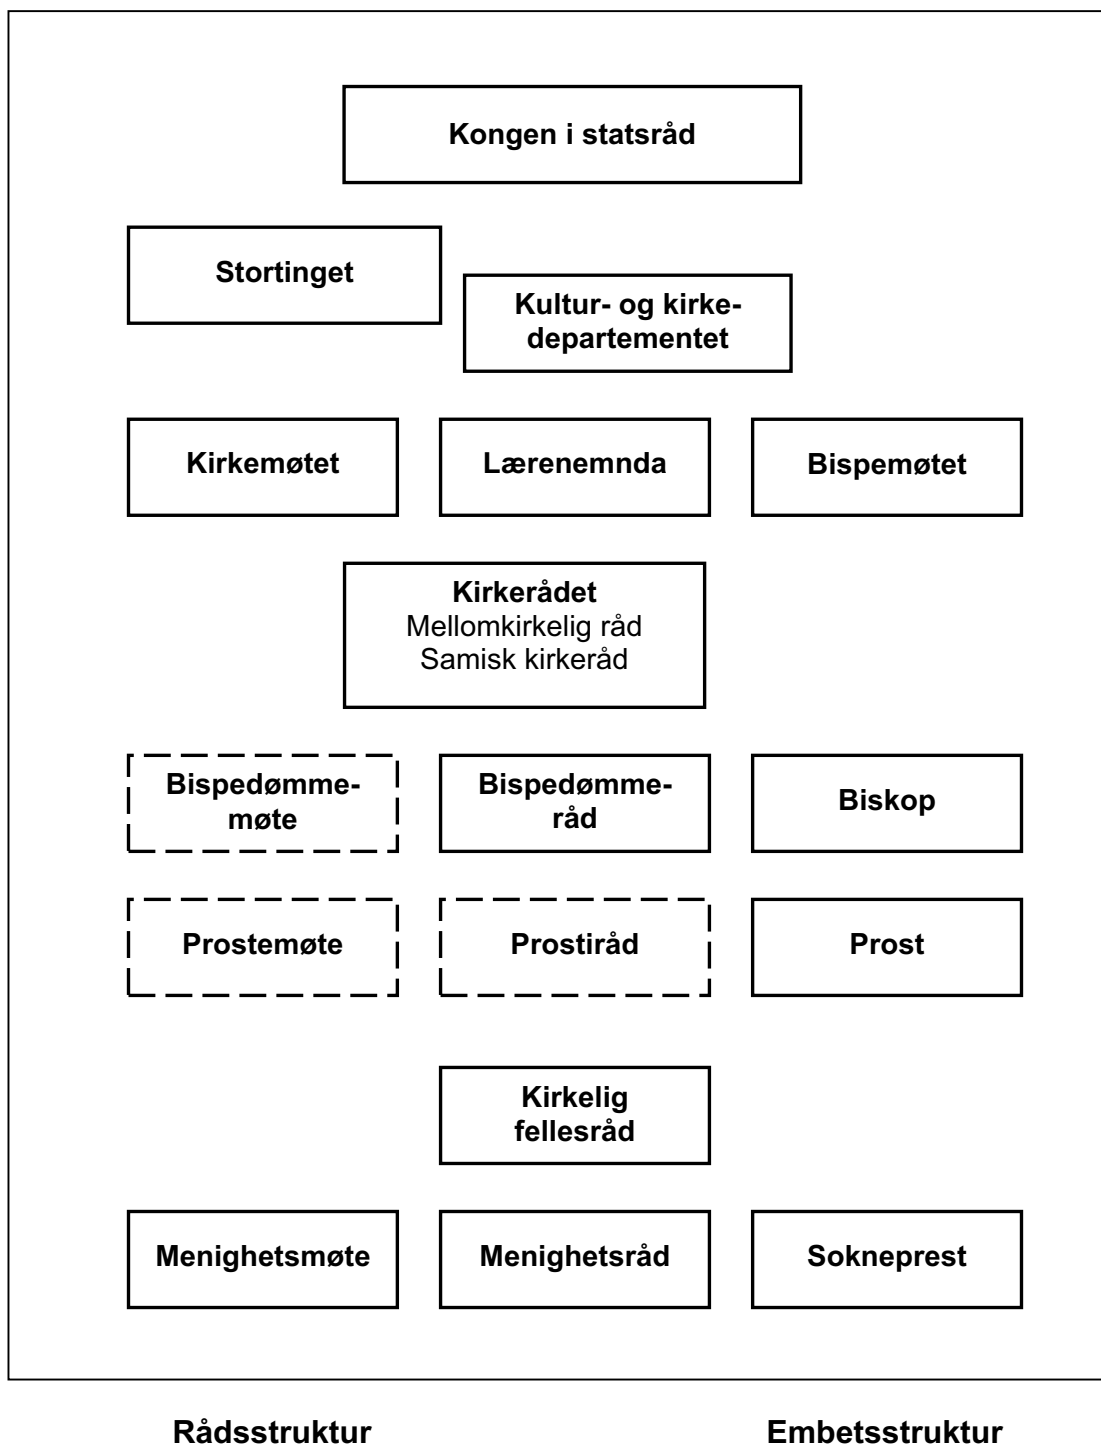 Kongen i statsråd
Stortinget
Kultur- og kirke-
departementet
Kirkemøtet
Lærenemnda
Bispemøtet
Kirkerådet
Mellomkirkelig råd
Samisk kirkeråd
Bispedømme-
møte
Bispedømme-
råd
Biskop
Prostemøte
Prostiråd
Prost
Kirkelig
fellesråd
Menighetsmøte
Menighetsråd
Sokneprest
Rådsstruktur
Embetsstruktur